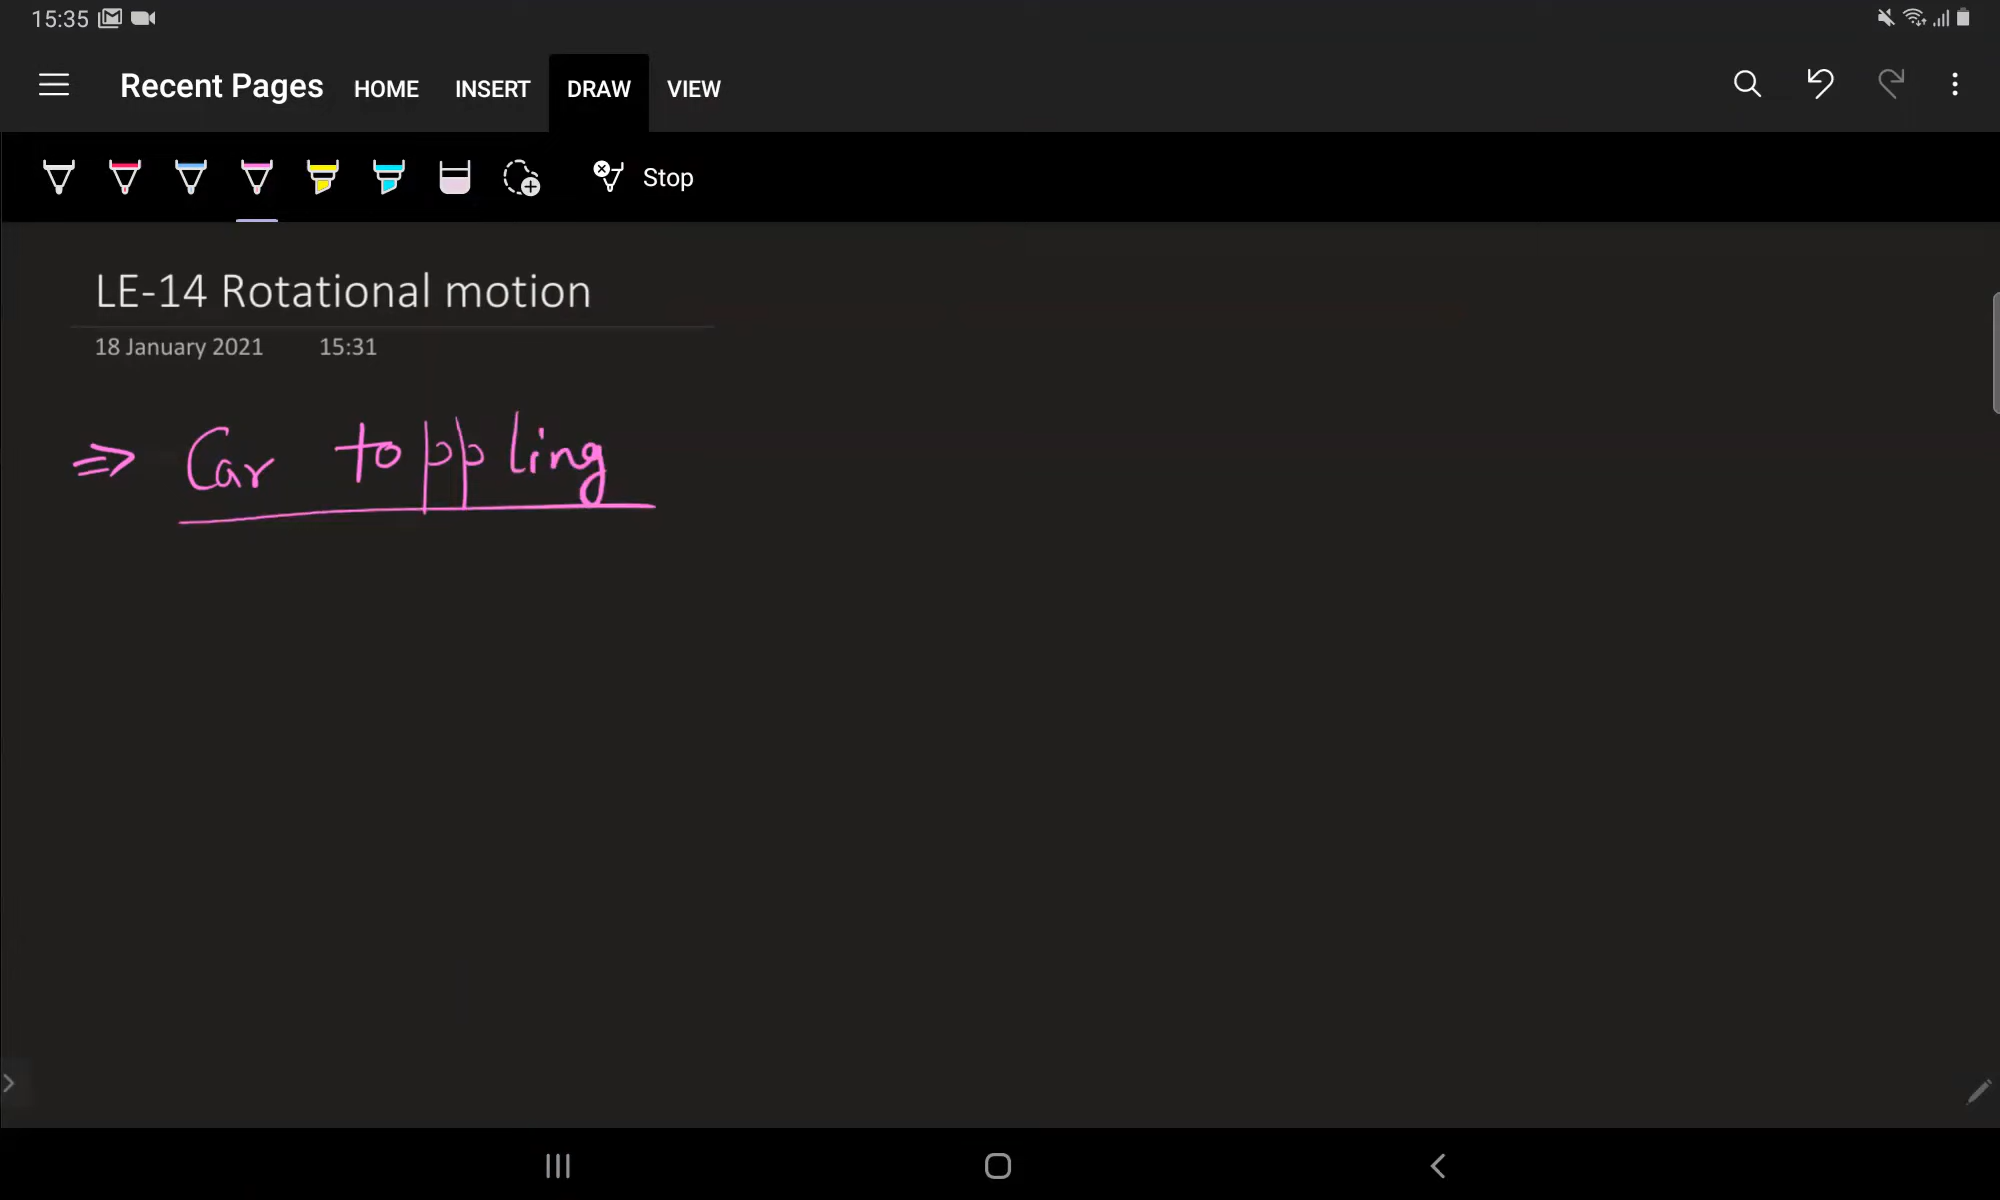 15:35
Recent Pages HOME INSERT DRAW VIEW
Stop
LE-14 Rotational motion
18 January 2021 15:31
⇒ Car toppling